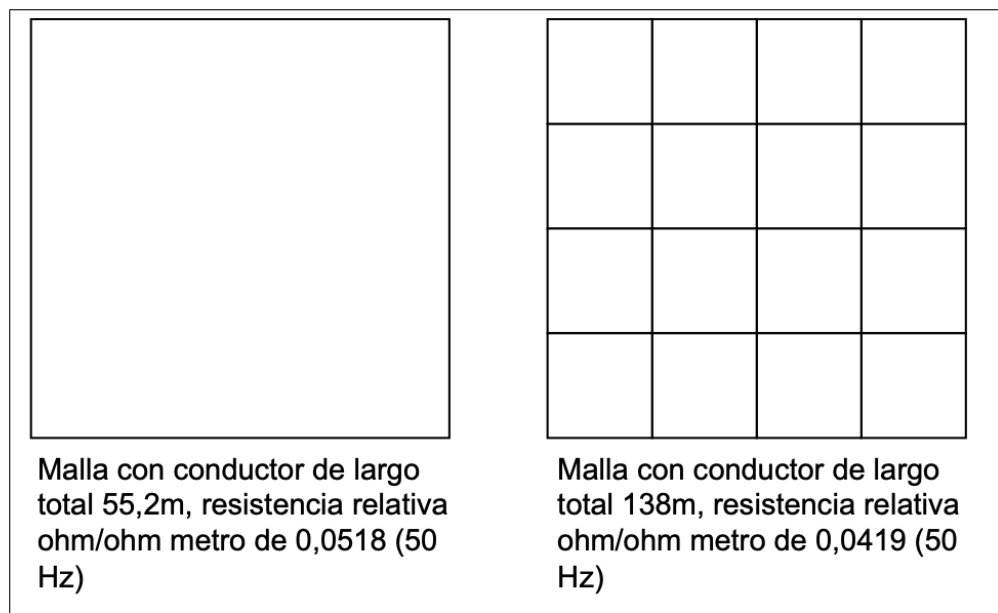 Malla con conductor de largo
total 55,2m, resistencia relativa
ohm/ohm metro de 0,0518 (50
Hz)
Malla con conductor de largo
total 138m, resistencia relativa
ohm/ohm metro de 0,0419 (50
Hz)